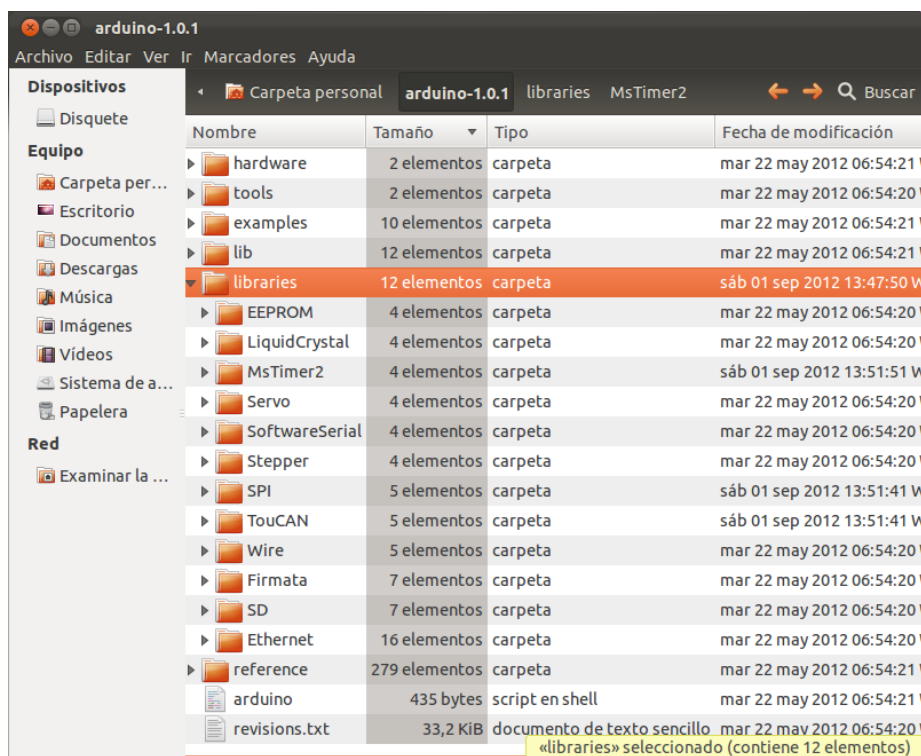 arduino-1.0.1
Archivo Editar Ver Ir Marcadores Ayuda
Dispositivos
Disquete
Equipo
Carpeta per...
Escritorio
Documentos
Descargas
Música
Imágenes
Vídeos
Sistema de a...
Papelera
Red
Examinar la ...
Carpeta personal arduino-1.0.1 libraries MsTimer2 Buscar
Nombre Tamaño Tipo Fecha de modificación
hardware 2 elementos carpeta mar 22 may 2012 06:54:21
tools 2 elementos carpeta mar 22 may 2012 06:54:20
examples 10 elementos carpeta mar 22 may 2012 06:54:21
lib 12 elementos carpeta mar 22 may 2012 06:54:21
libraries 12 elementos carpeta sáb 01 sep 2012 13:47:50
EEPROM 4 elementos carpeta mar 22 may 2012 06:54:20
LiquidCrystal 4 elementos carpeta mar 22 may 2012 06:54:20
MsTimer2 4 elementos carpeta sáb 01 sep 2012 13:51:51
Servo 4 elementos carpeta mar 22 may 2012 06:54:20
SoftwareSerial 4 elementos carpeta mar 22 may 2012 06:54:20
Stepper 4 elementos carpeta mar 22 may 2012 06:54:20
SPI 5 elementos carpeta sáb 01 sep 2012 13:51:41
TouCAN 5 elementos carpeta sáb 01 sep 2012 13:51:41
Wire 5 elementos carpeta mar 22 may 2012 06:54:20
Firmata 7 elementos carpeta mar 22 may 2012 06:54:20
SD 7 elementos carpeta mar 22 may 2012 06:54:20
Ethernet 16 elementos carpeta mar 22 may 2012 06:54:20
reference 279 elementos carpeta mar 22 may 2012 06:54:21
arduino 435 bytes script en shell mar 22 may 2012 06:54:21
revisions.txt 33,2 KiB documento de texto sencillo mar 22 may 2012 06:54:20
«libraries» seleccionado (contiene 12 elementos)